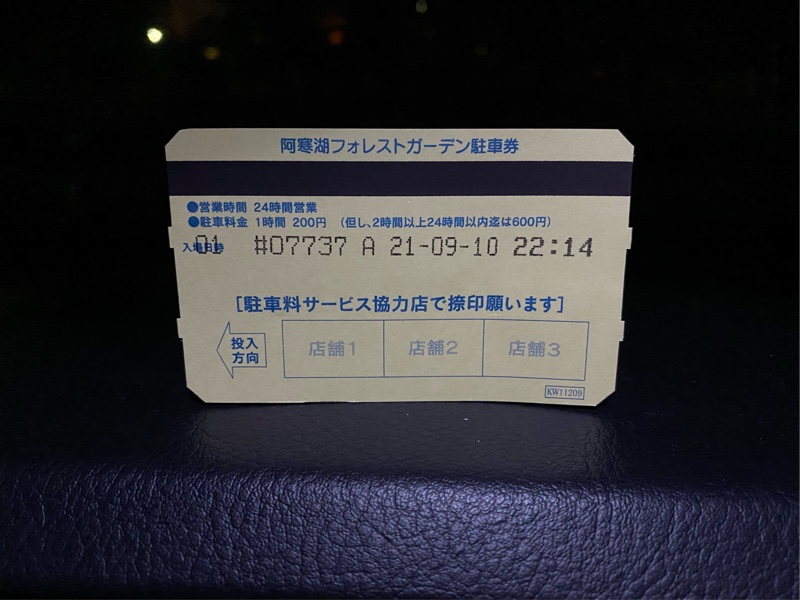 阿寒湖フォレストガーデン駐車券
●営業時間 24時間営業
●駐車料金 1時間 200円 (但し、2時間以上24時間以内迄は600円)
入場日時 01 #07737 A 21-09-10 22:14
[駐車料サービス協力店で捺印願います]
投入方向
店舗1 店舗2 店舗3
KW11209